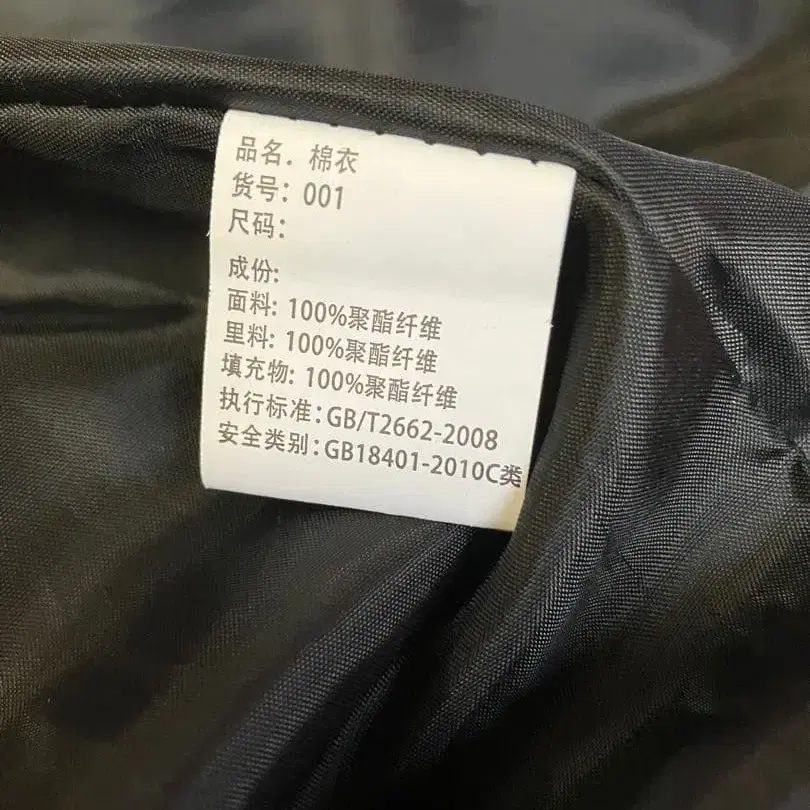 品名. 棉衣
货号: 001
尺码:
成份:
面料: 100%聚酯纤维
里料: 100%聚酯纤维
填充物: 100%聚酯纤维
执行标准: GB/T2662-2008
安全类别: GB18401-2010C类